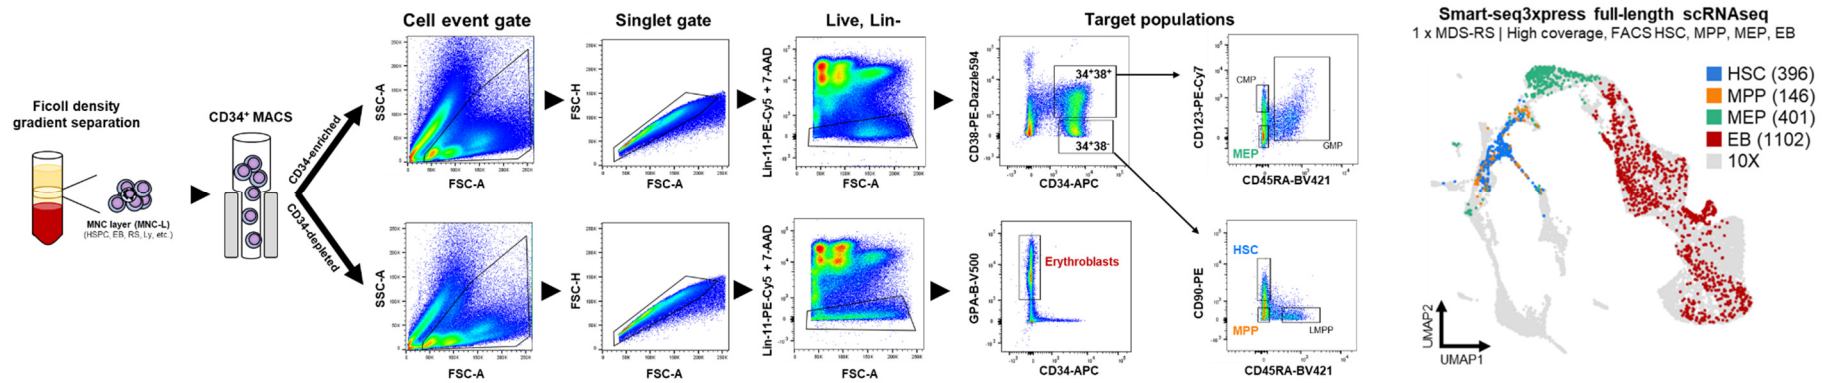 Ficoll density
gradient separation
MNC layer (MNC-L)
(HSPC, EB, RS, Ly, etc.)
CD34⁺ MACS
CD34-enriched
CD34-depleted
Cell event gate
Singlet gate
Live, Lin-
Target populations
SSC-A
FSC-A
FSC-H
FSC-A
Lin-11-PE-Cy5 + 7-AAD
FSC-A
CD38-PE-Dazzle594
34⁺38⁺
34⁺38⁻
CD34-APC
CD123-PE-Cy7
CMP
MEP
GMP
CD45RA-BV421
SSC-A
FSC-A
FSC-H
FSC-A
Lin-11-PE-Cy5 + 7-AAD
FSC-A
GPA-B-V500
Erythroblasts
CD34-APC
CD90-PE
HSC
MPP
LMPP
CD45RA-BV421
Smart-seq3xpress full-length scRNAseq
1 x MDS-RS | High coverage, FACS HSC, MPP, MEP, EB
HSC (396)
MPP (146)
MEP (401)
EB (1102)
10X
UMAP2
UMAP1